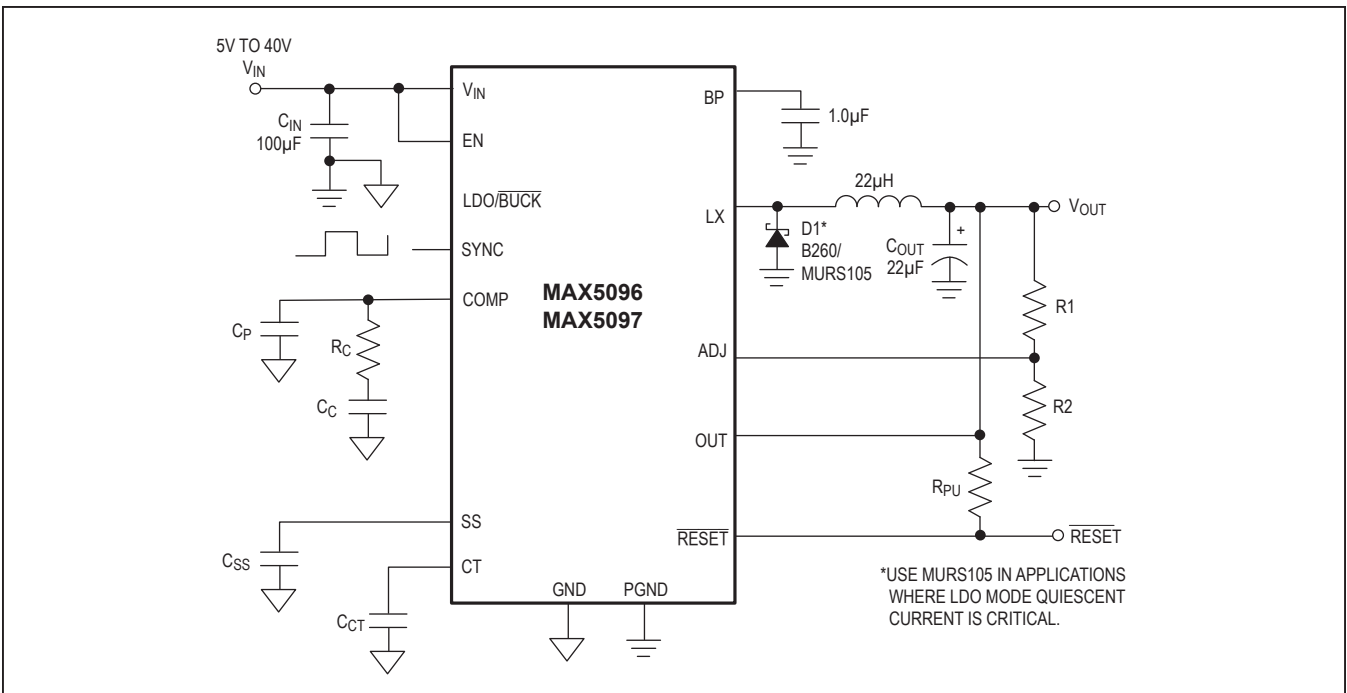 5V TO 40V
VIN
CIN
100µF
VIN
EN
LDO/BUCK
SYNC
COMP
CP
RC
CC
SS
CSS
CT
CCT
MAX5096
MAX5097
GND
PGND
BP
1.0µF
LX
22µH
VOUT
D1*
B260/
MURS105
COUT
22µF
+
R1
ADJ
R2
OUT
RPU
RESET
RESET
*USE MURS105 IN APPLICATIONS
WHERE LDO MODE QUIESCENT
CURRENT IS CRITICAL.